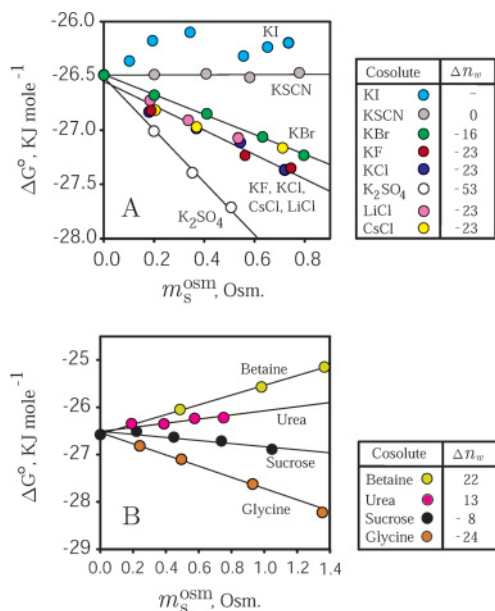 -26.0
-26.5
-27.0
-27.5
-28.0
ΔG°, KJ mole⁻¹
KI
KSCN
KBr
KF, KCl,
CsCl, LiCl
K₂SO₄
A
0.0 0.2 0.4 0.6 0.8
mₛᵒˢᵐ, Osm.
Cosolute Δn_w
KI -
KSCN 0
KBr -16
KF -23
KCl -23
K₂SO₄ -53
LiCl -23
CsCl -23
-25
-26
-27
-28
-29
ΔG°, KJ mole⁻¹
Betaine
Urea
Sucrose
Glycine
B
0.0 0.2 0.4 0.6 0.8 1.0 1.2 1.4
mₛᵒˢᵐ, Osm.
Cosolute Δn_w
Betaine 22
Urea 13
Sucrose - 8
Glycine -24